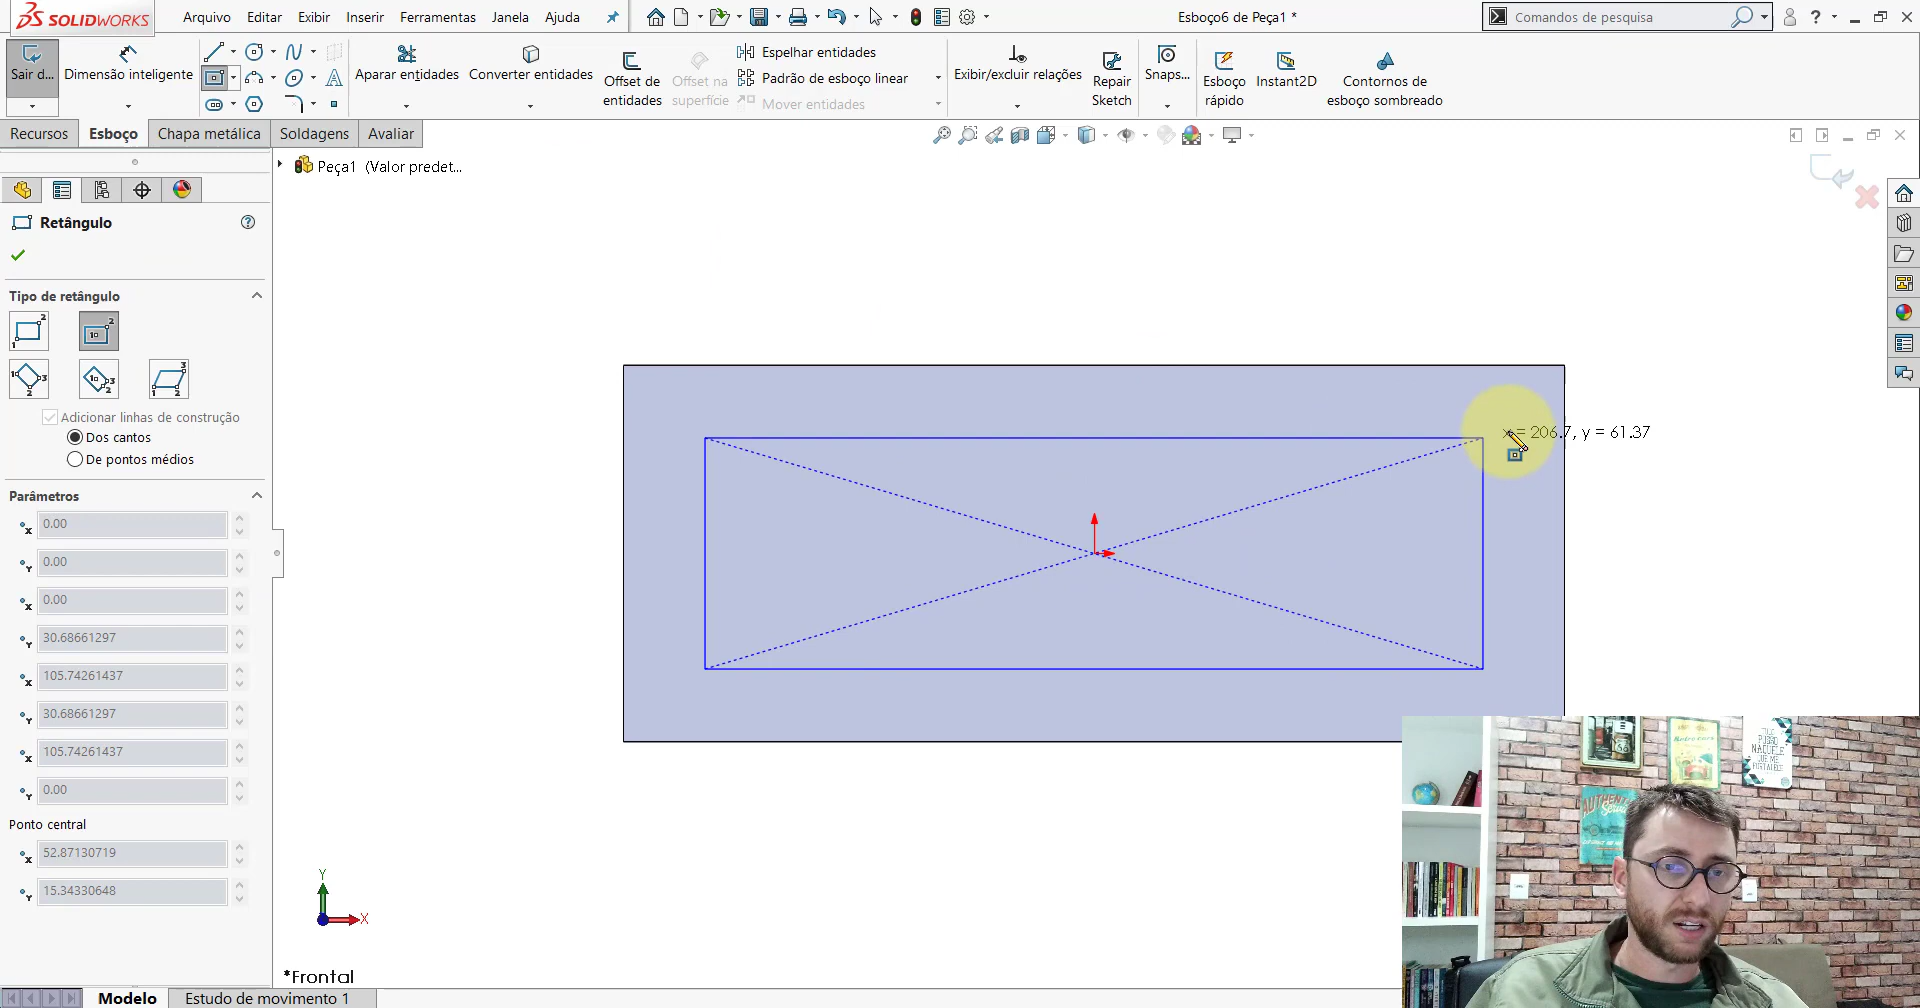 SOLIDWORKS
Arquivo Editar Exibir Inserir Ferramentas Janela Ajuda
Esboço6 de Peça1 *
Comandos de pesquisa
Sair d...
Dimensão inteligente
Aparar entidades
Converter entidades
Offset de entidades
Offset na superfície
Espelhar entidades
Padrão de esboço linear
Mover entidades
Exibir/excluir relações
Repair Sketch
Snaps...
Esboço rápido
Instant2D
Contornos de esboço sombreado
Recursos Esboço Chapa metálica Soldagens Avaliar
Peça1 (Valor predet...
Retângulo
Tipo de retângulo
Adicionar linhas de construção
Dos cantos
De pontos médios
Parâmetros
0.00
0.00
0.00
30.68661297
105.74261437
30.68661297
105.74261437
0.00
Ponto central
52.87130719
15.34330648
x = 206.7, y = 61.37
Y
X
*Frontal
Modelo Estudo de movimento 1